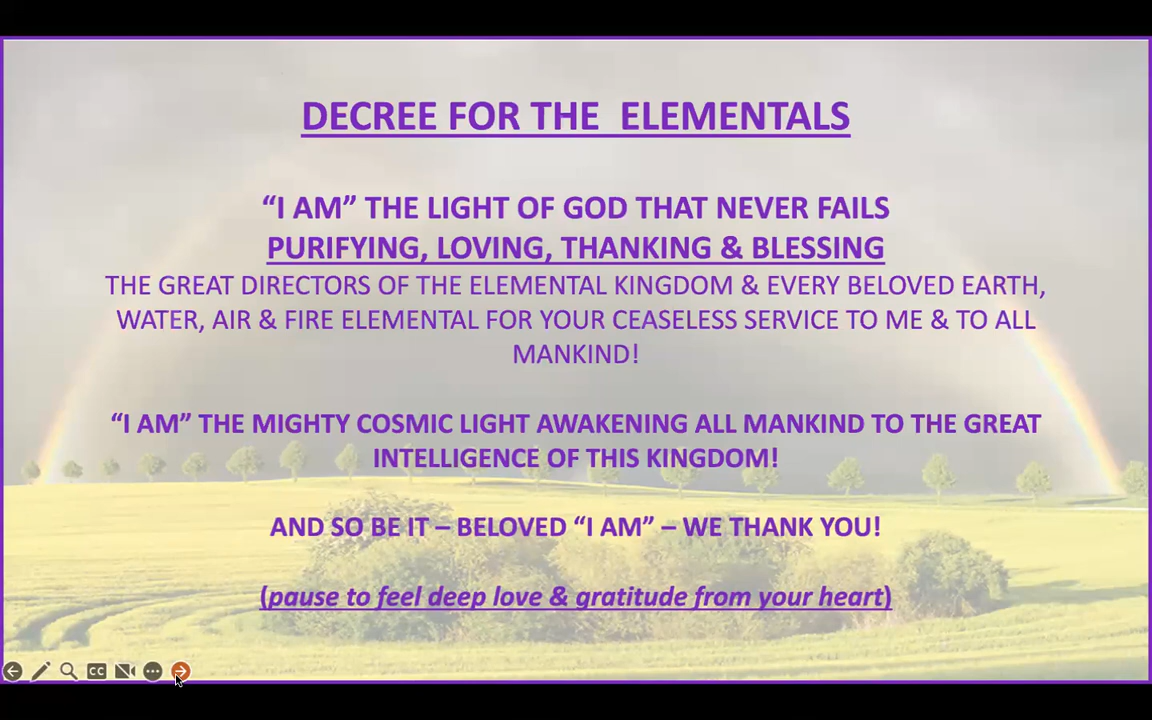 DECREE FOR THE  ELEMENTALS
“I AM” THE LIGHT OF GOD THAT NEVER FAILS
PURIFYING, LOVING, THANKING & BLESSING
THE GREAT DIRECTORS OF THE ELEMENTAL KINGDOM & EVERY BELOVED EARTH,
WATER, AIR & FIRE ELEMENTAL FOR YOUR CEASELESS SERVICE TO ME & TO ALL
MANKIND!
“I AM” THE MIGHTY COSMIC LIGHT AWAKENING ALL MANKIND TO THE GREAT
INTELLIGENCE OF THIS KINGDOM!
AND SO BE IT – BELOVED “I AM” – WE THANK YOU!
(pause to feel deep love & gratitude from your heart)
CC